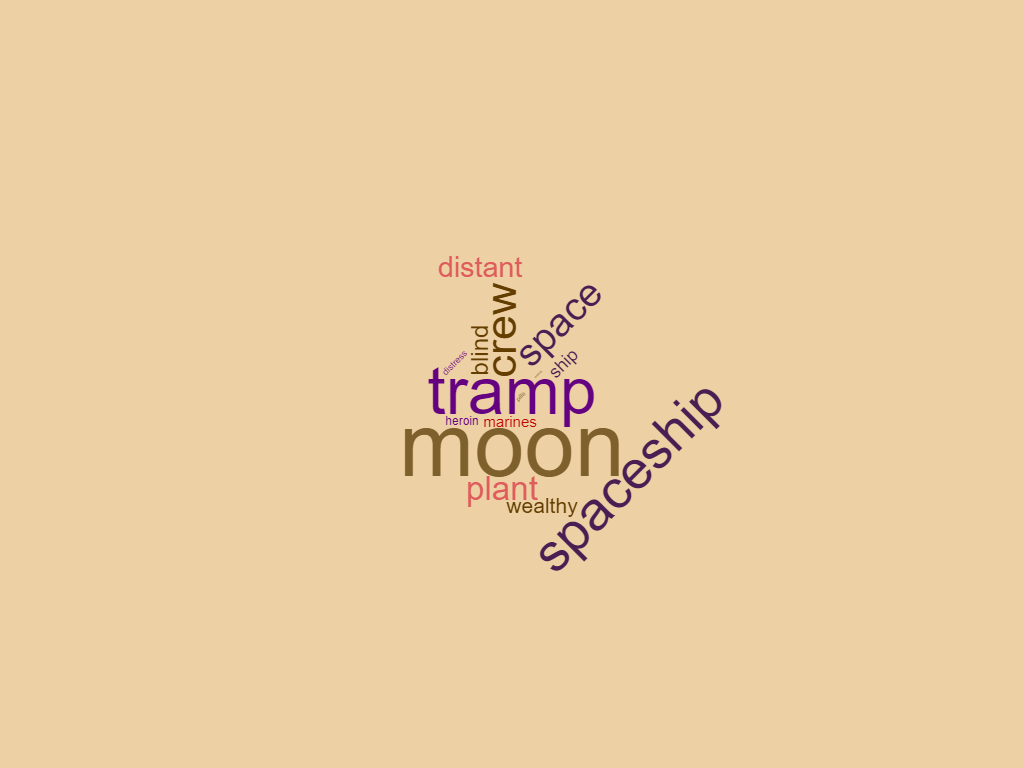 distant
crew
space
blind
ship
distress
tramp
heroin
marines
moon
plant
wealthy
spaceship